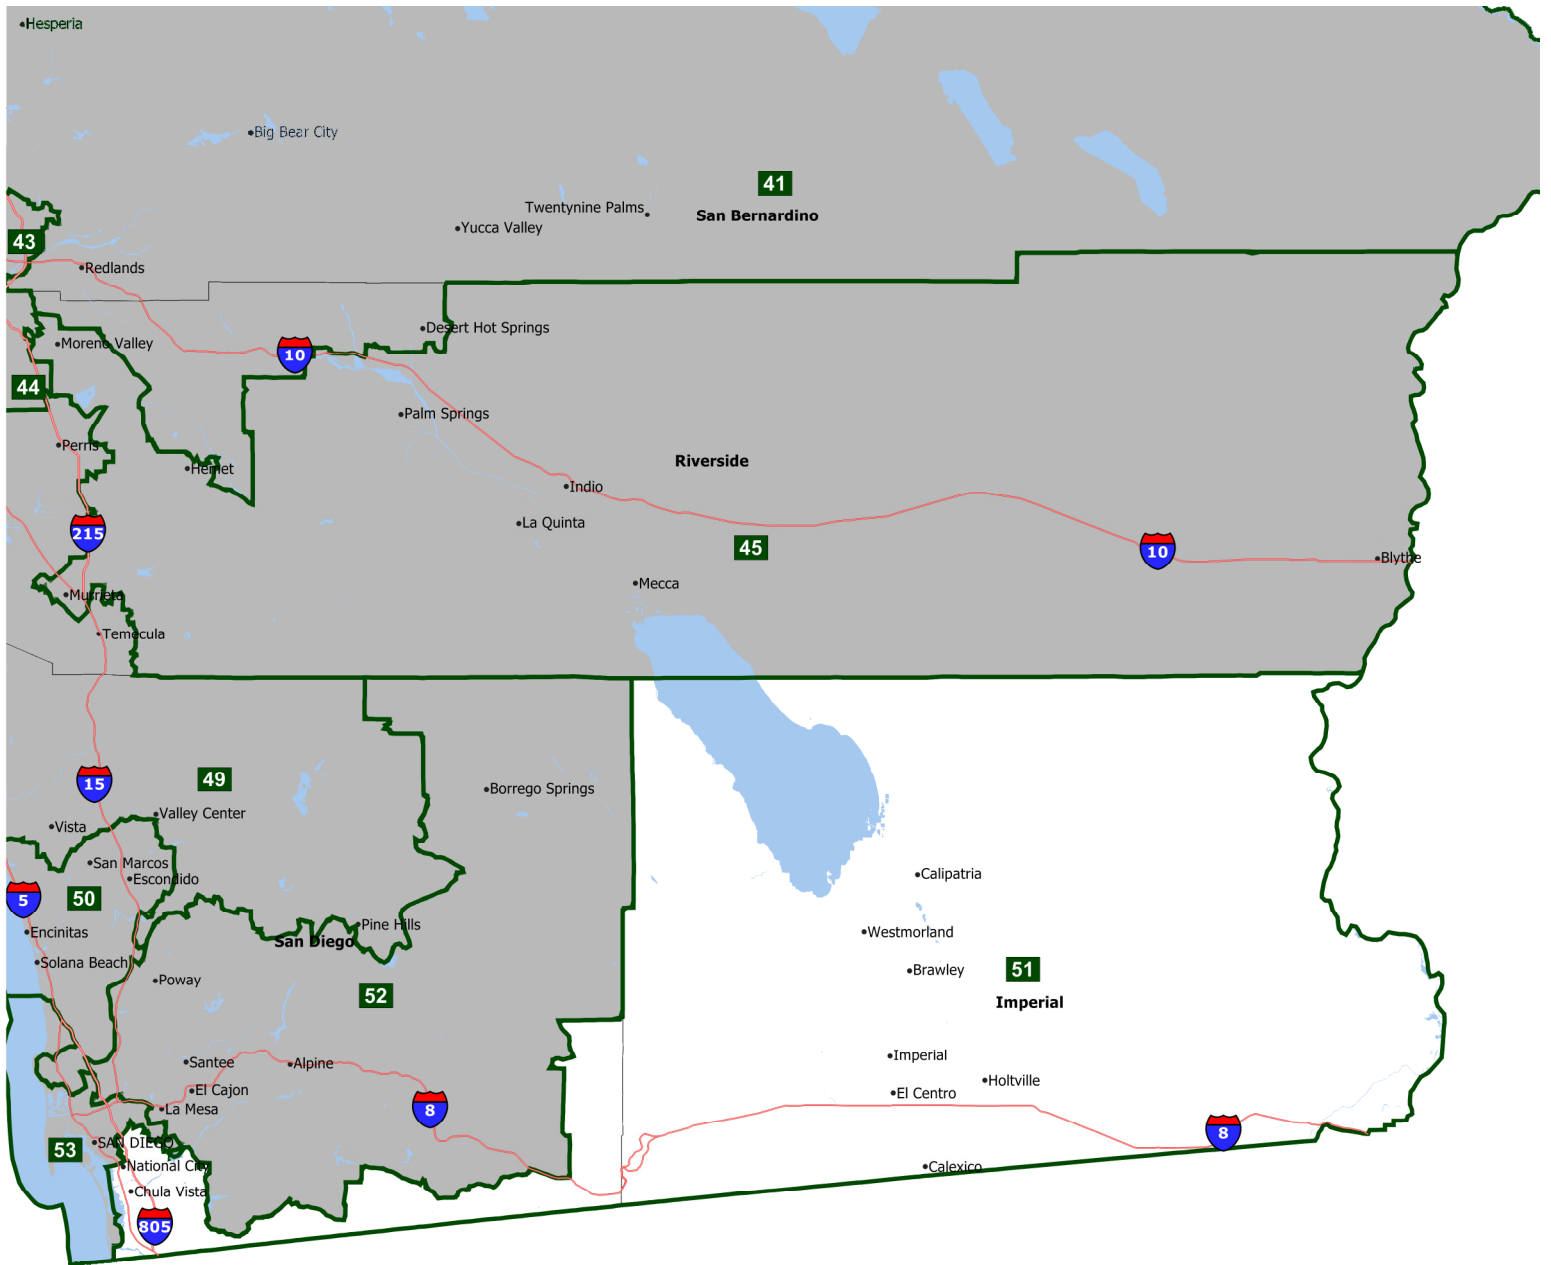 Hesperia
Big Bear City
41
Twentynine Palms
San Bernardino
Yucca Valley
43
Redlands
Desert Hot Springs
Moreno Valley
10
44
Palm Springs
Perris
Riverside
Hemet
Indio
La Quinta
215
45
10
Blythe
Mecca
Murrieta
Temecula
49
15
Borrego Springs
Valley Center
Vista
San Marcos
Calipatria
Escondido
50
5
Pine Hills
Encinitas
Westmorland
San Diego
Solana Beach
Brawley
51
Poway
52
Imperial
Imperial
Santee
Alpine
Holtville
El Cajon
El Centro
La Mesa
8
8
SAN DIEGO
53
National City
Calexico
Chula Vista
805